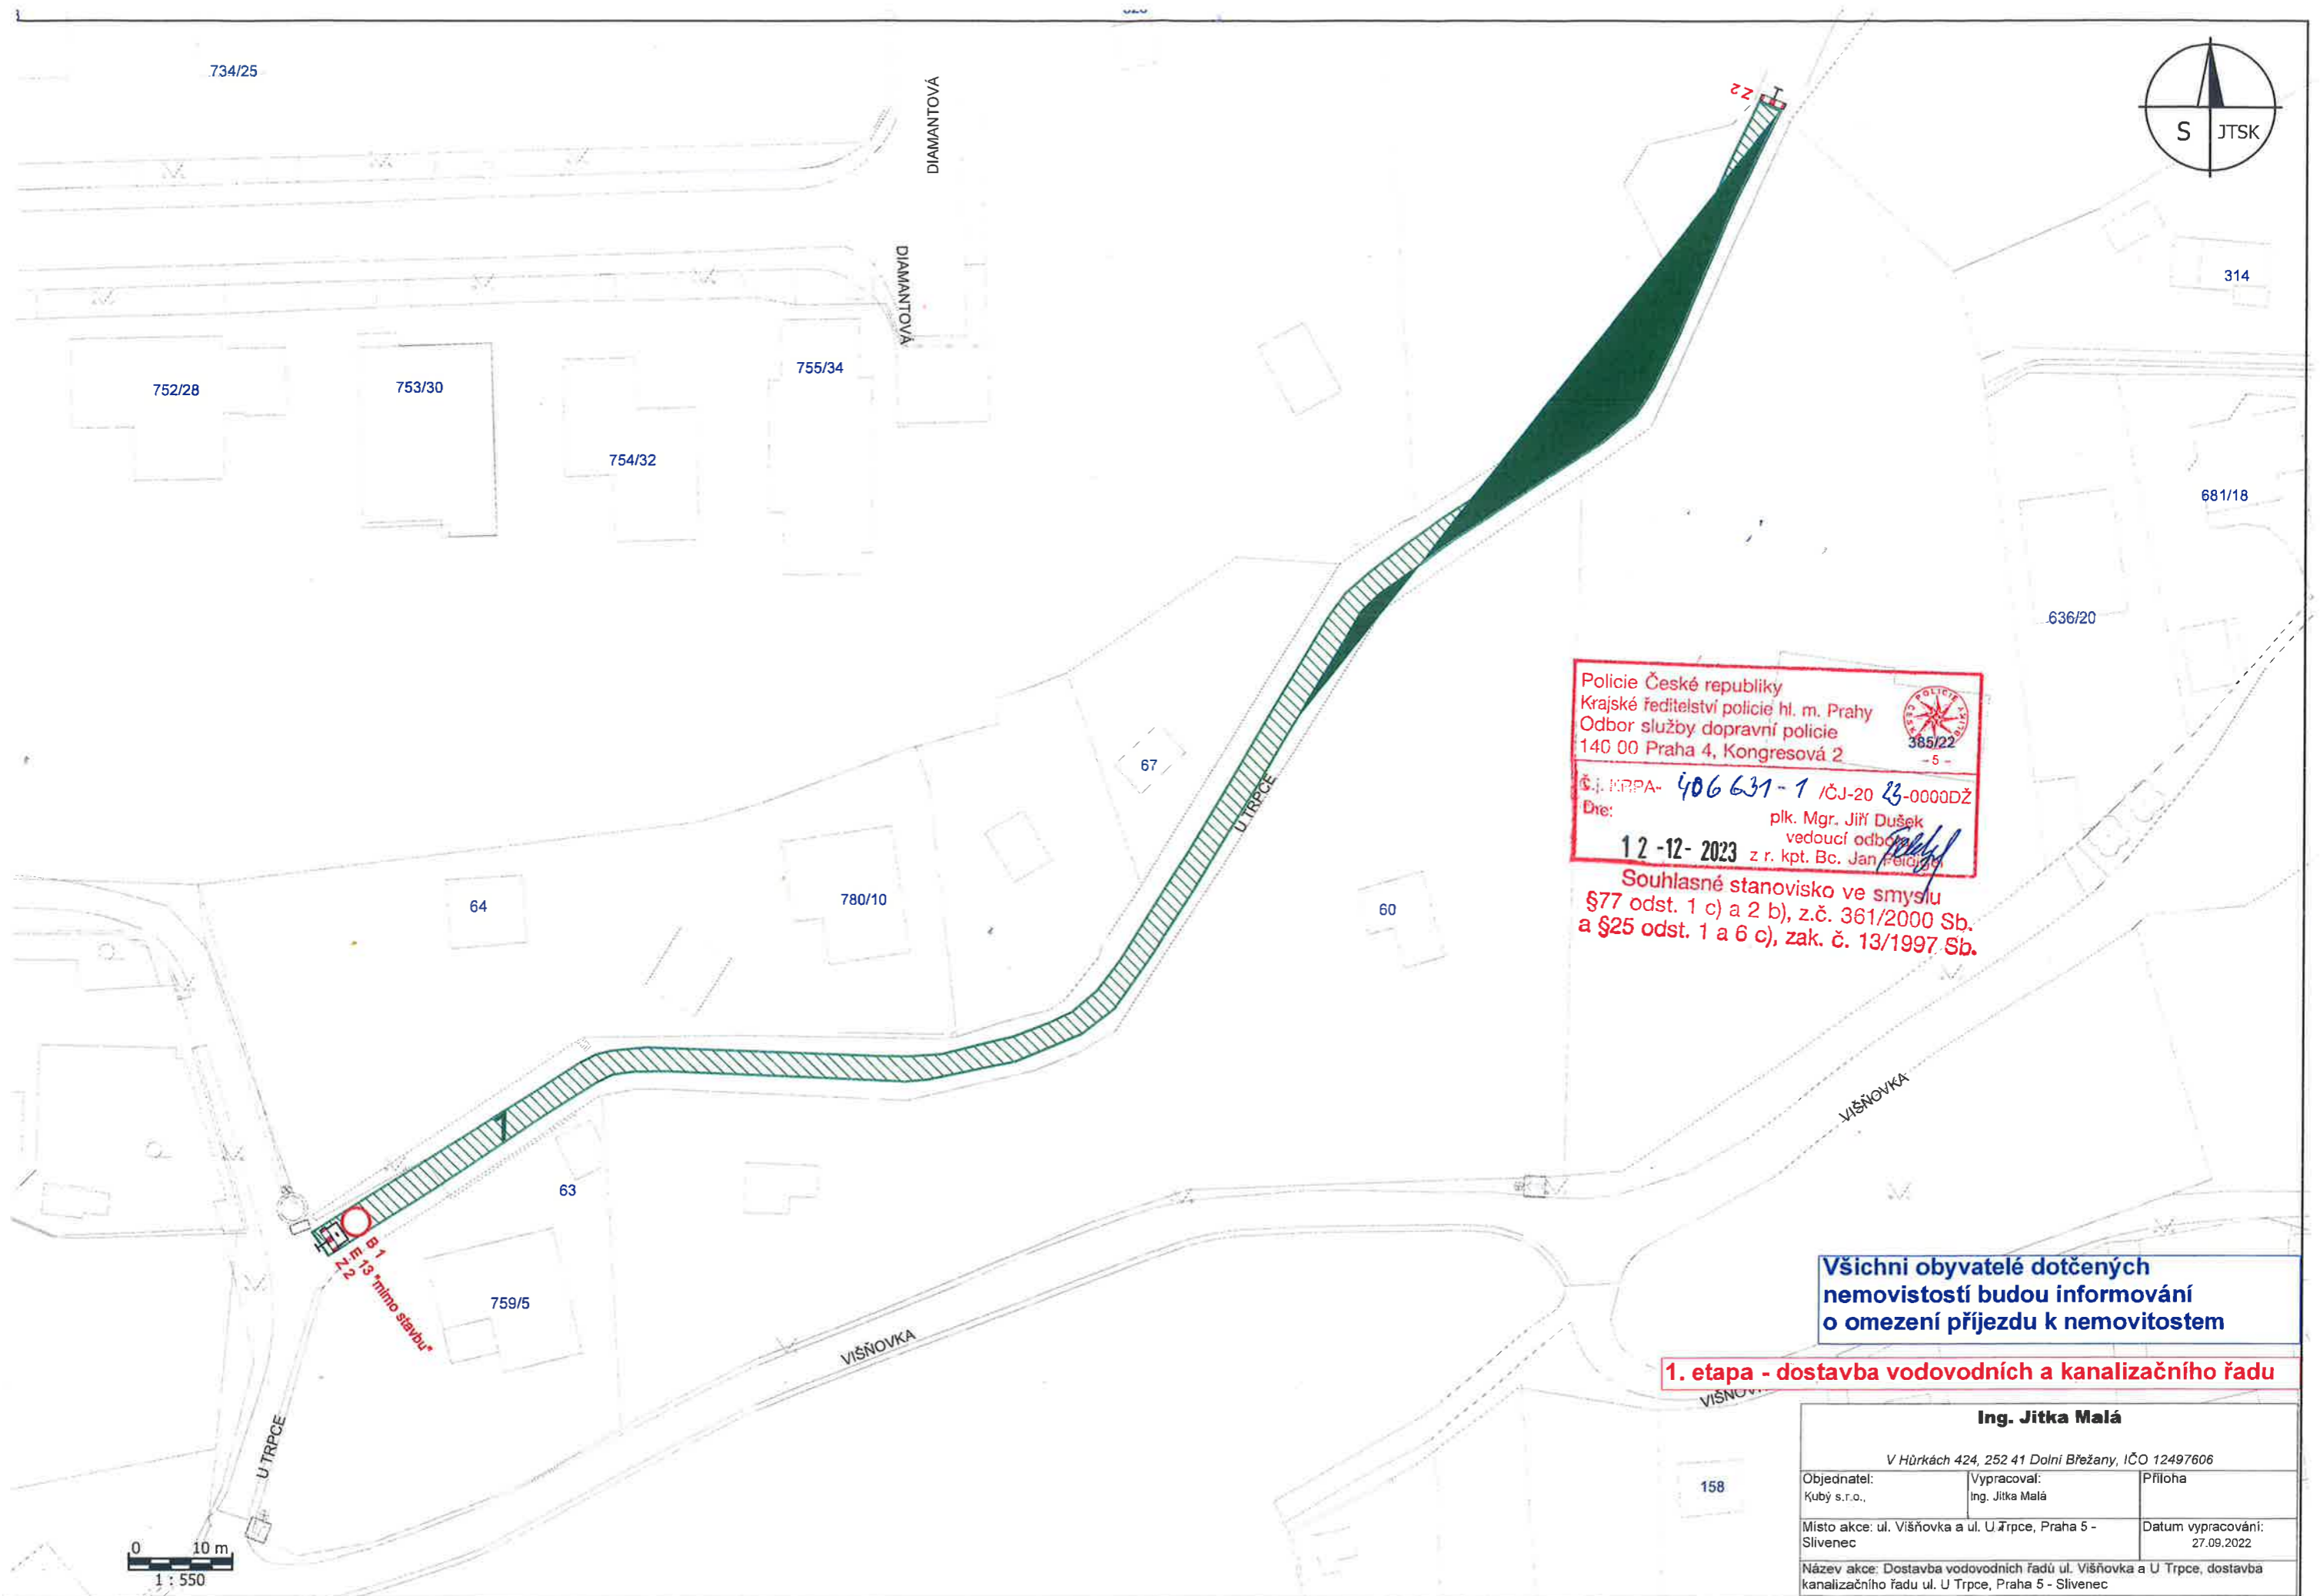 734/25
DIAMANTOVÁ
Z 2
S JTSK
DIAMANTOVÁ
314
752/28
753/30
755/34
754/32
681/18
636/20
67
U TRPCE
Policie České republiky
Krajské ředitelství policie hl. m. Prahy
Odbor služby dopravní policie
140 00 Praha 4, Kongresová 2
POLICIE ČESKÉ
385/22
- 5 -
Č.j. KRPA- 406 631-1 /ČJ-20 23-0000DŽ
Dne:
plk. Mgr. Jiří Dušek
vedoucí odboru
12 -12- 2023 z r. kpt. Bc. Jan
Souhlasné stanovisko ve smyslu
§77 odst. 1 c) a 2 b), z.č. 361/2000 Sb.
a §25 odst. 1 a 6 c), zak. č. 13/1997 Sb.
64
780/10
60
1
63
B 1
E 13 "mimo stavbu"
Z 2
759/5
VIŠŇOVKA
VIŠŇOVKA
U TRPCE
Všichni obyvatelé dotčených
nemovistostí budou informování
o omezení příjezdu k nemovitostem
1. etapa - dostavba vodovodních a kanalizačního řadu
158
Ing. Jitka Malá
V Hůrkách 424, 252 41 Dolní Břežany, IČO 12497606
Objednatel: Vypracoval: Příloha
Kubý s.r.o., Ing. Jitka Malá
Místo akce: ul. Višňovka a ul. U Trpce, Praha 5 - Datum vypracování:
Slivenec 27.09.2022
Název akce: Dostavba vodovodních řadů ul. Višňovka a U Trpce, dostavba
kanalizačního řadu ul. U Trpce, Praha 5 - Slivenec
0 10 m
1 : 550